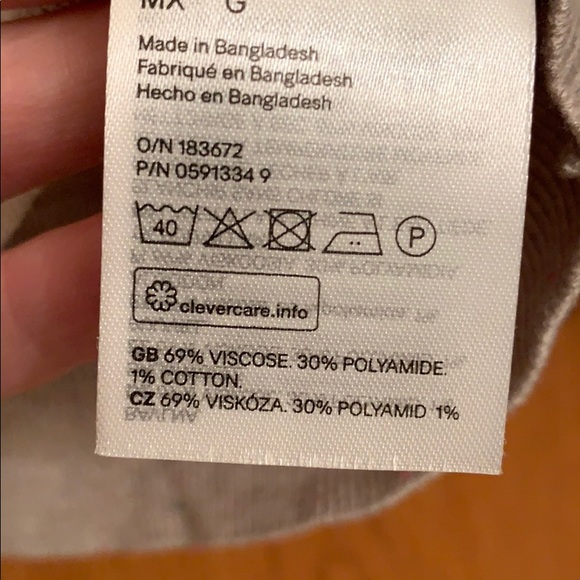 MX G
Made in Bangladesh
Fabriqué en Bangladesh
Hecho en Bangladesh
O/N 183672
P/N 0591334 9
40 P
clevercare.info
GB 69% VISCOSE. 30% POLYAMIDE.
1% COTTON.
CZ 69% VISKÓZA. 30% POLYAMID 1%
BAVLNA